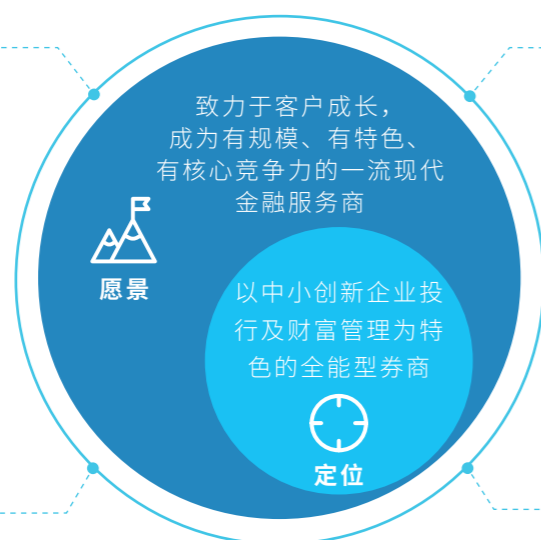 致力于客户成长，
成为有规模、有特色、
有核心竞争力的一流现代
金融服务商
愿景
以中小创新企业投
行及财富管理为特
色的全能型券商
定位